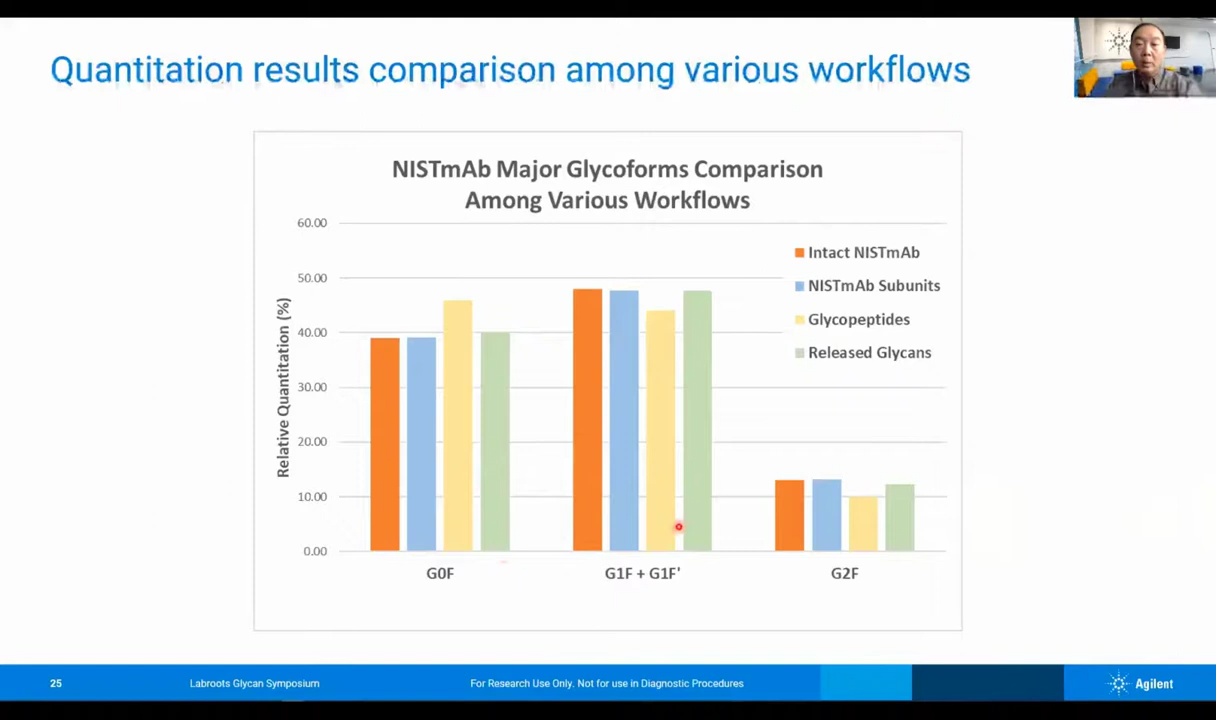 Quantitation results comparison among various workflows
NISTmAb Major Glycoforms Comparison
Among Various Workflows
60.00
50.00
40.00
30.00
20.00
10.00
0.00
Relative Quantitation (%)
Intact NISTmAb
NISTmAb Subunits
Glycopeptides
Released Glycans
G0F
G1F + G1F'
G2F
25
Labroots Glycan Symposium
For Research Use Only. Not for use in Diagnostic Procedures
Agilent